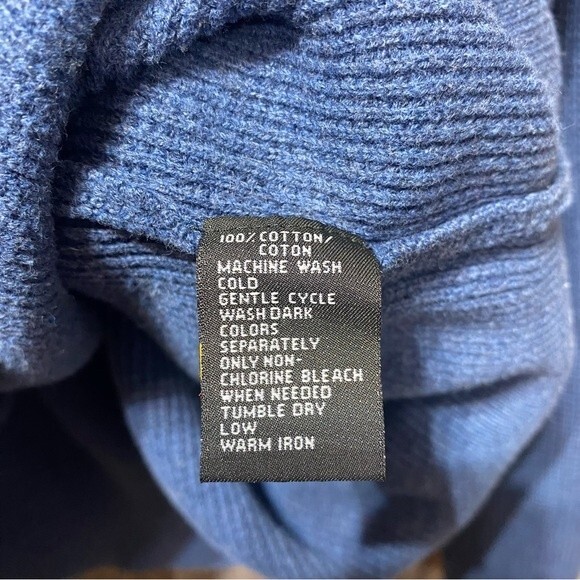 100% COTTON/
COTON
MACHINE WASH
COLD
GENTLE CYCLE
WASH DARK
COLORS
SEPARATELY
ONLY NON-
CHLORINE BLEACH
WHEN NEEDED
TUMBLE DRY
LOW
WARM IRON